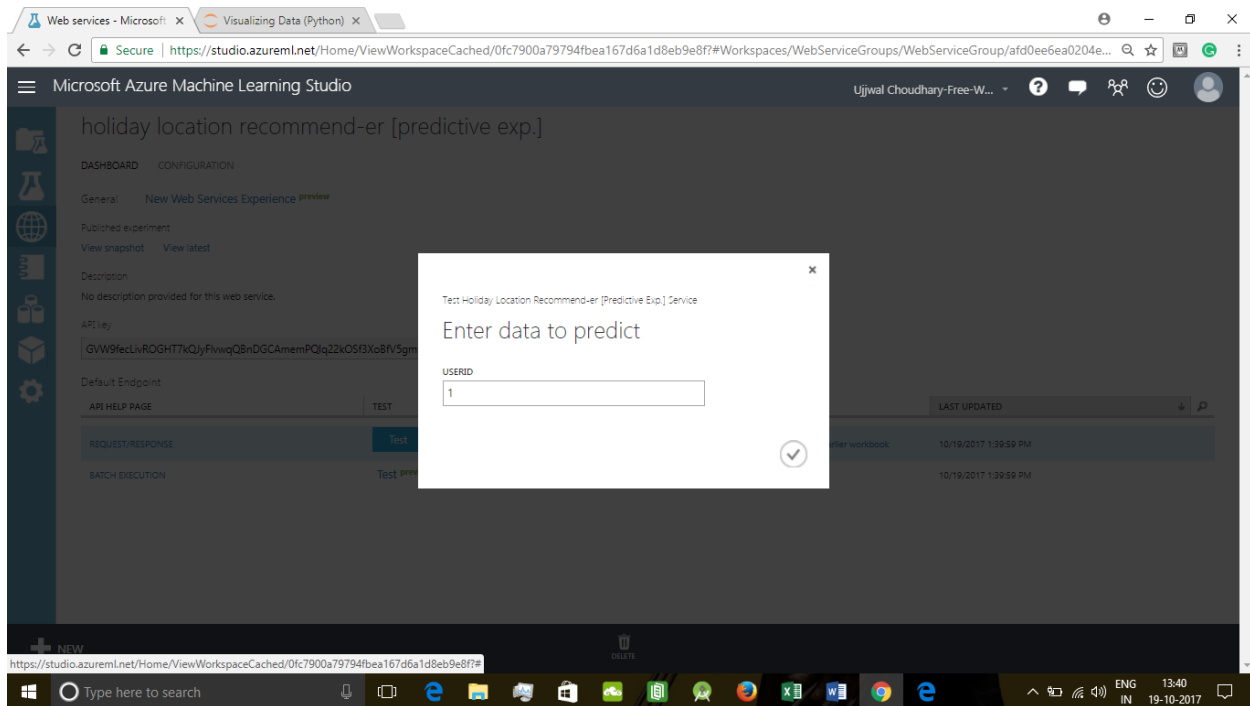 Web services - Microsoft
Visualizing Data (Python)
Secure | https://studio.azureml.net/Home/ViewWorkspaceCached/0fc7900a79794fbea167d6a1d8eb9e8f?#Workspaces/WebServiceGroups/WebServiceGroup/afd0ee6ea0204e...
Microsoft Azure Machine Learning Studio
Ujjwal Choudhary-Free-W...
holiday location recommend-er [predictive exp.]
DASHBOARD CONFIGURATION
General New Web Services Experience preview
Published experiment
View snapshot View latest
Description
No description provided for this web service.
API key
Default Endpoint
API HELP PAGE TEST LAST UPDATED
REQUEST/RESPONSE Test workbook 10/19/2017 1:39:59 PM
BATCH EXECUTION Test 10/19/2017 1:39:59 PM
Test Holiday Location Recommend-er [Predictive Exp.] Service
Enter data to predict
USERID
1
NEW
DELETE
https://studio.azureml.net/Home/ViewWorkspaceCached/0fc7900a79794fbea167d6a1d8eb9e8f?#
Type here to search
ENG
IN
13:40
19-10-2017